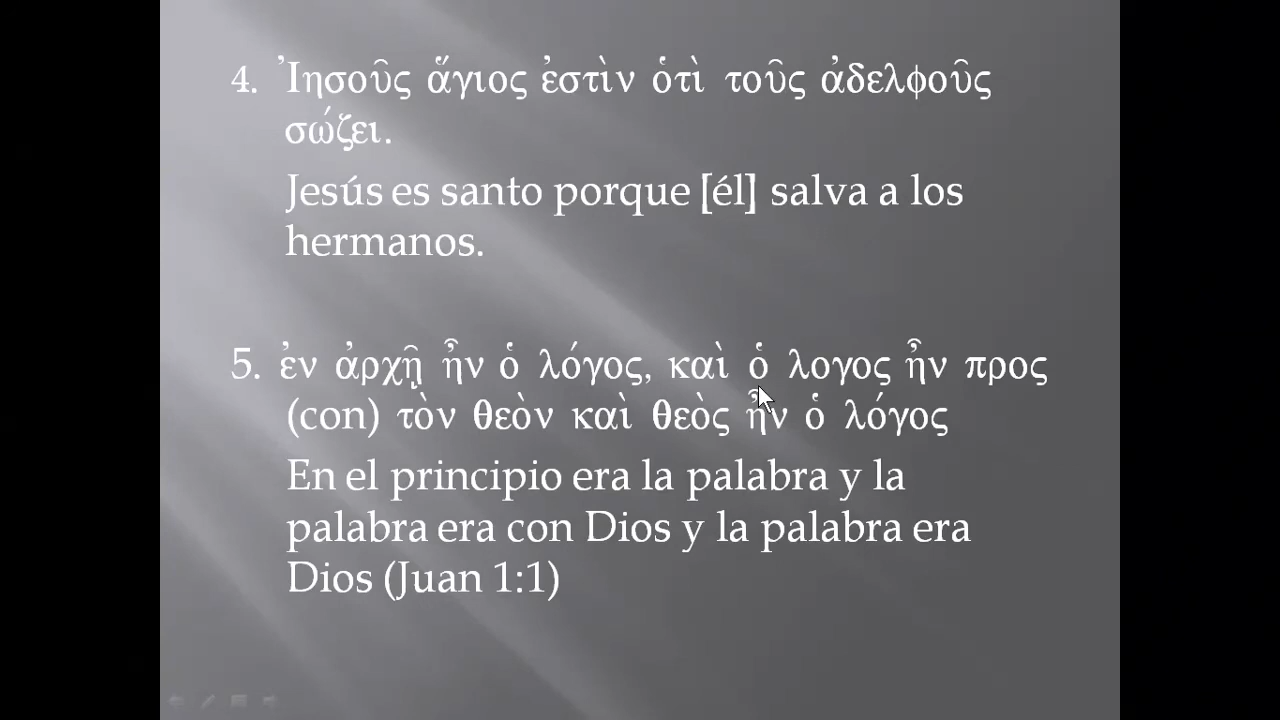 4. Ἰησοῦς ἅγιος ἐστὶν ὁτὶ τοῦς ἀδελφοῦς
σώζει.
Jesús es santo porque [él] salva a los
hermanos.
5. ἐν ἀρχῇ ἦν ὁ λόγος, καὶ ὁ λογος ἦν προς
(con) τὸν θεὸν καὶ θεὸς ἦν ὁ λόγος
En el principio era la palabra y la
palabra era con Dios y la palabra era
Dios (Juan 1:1)